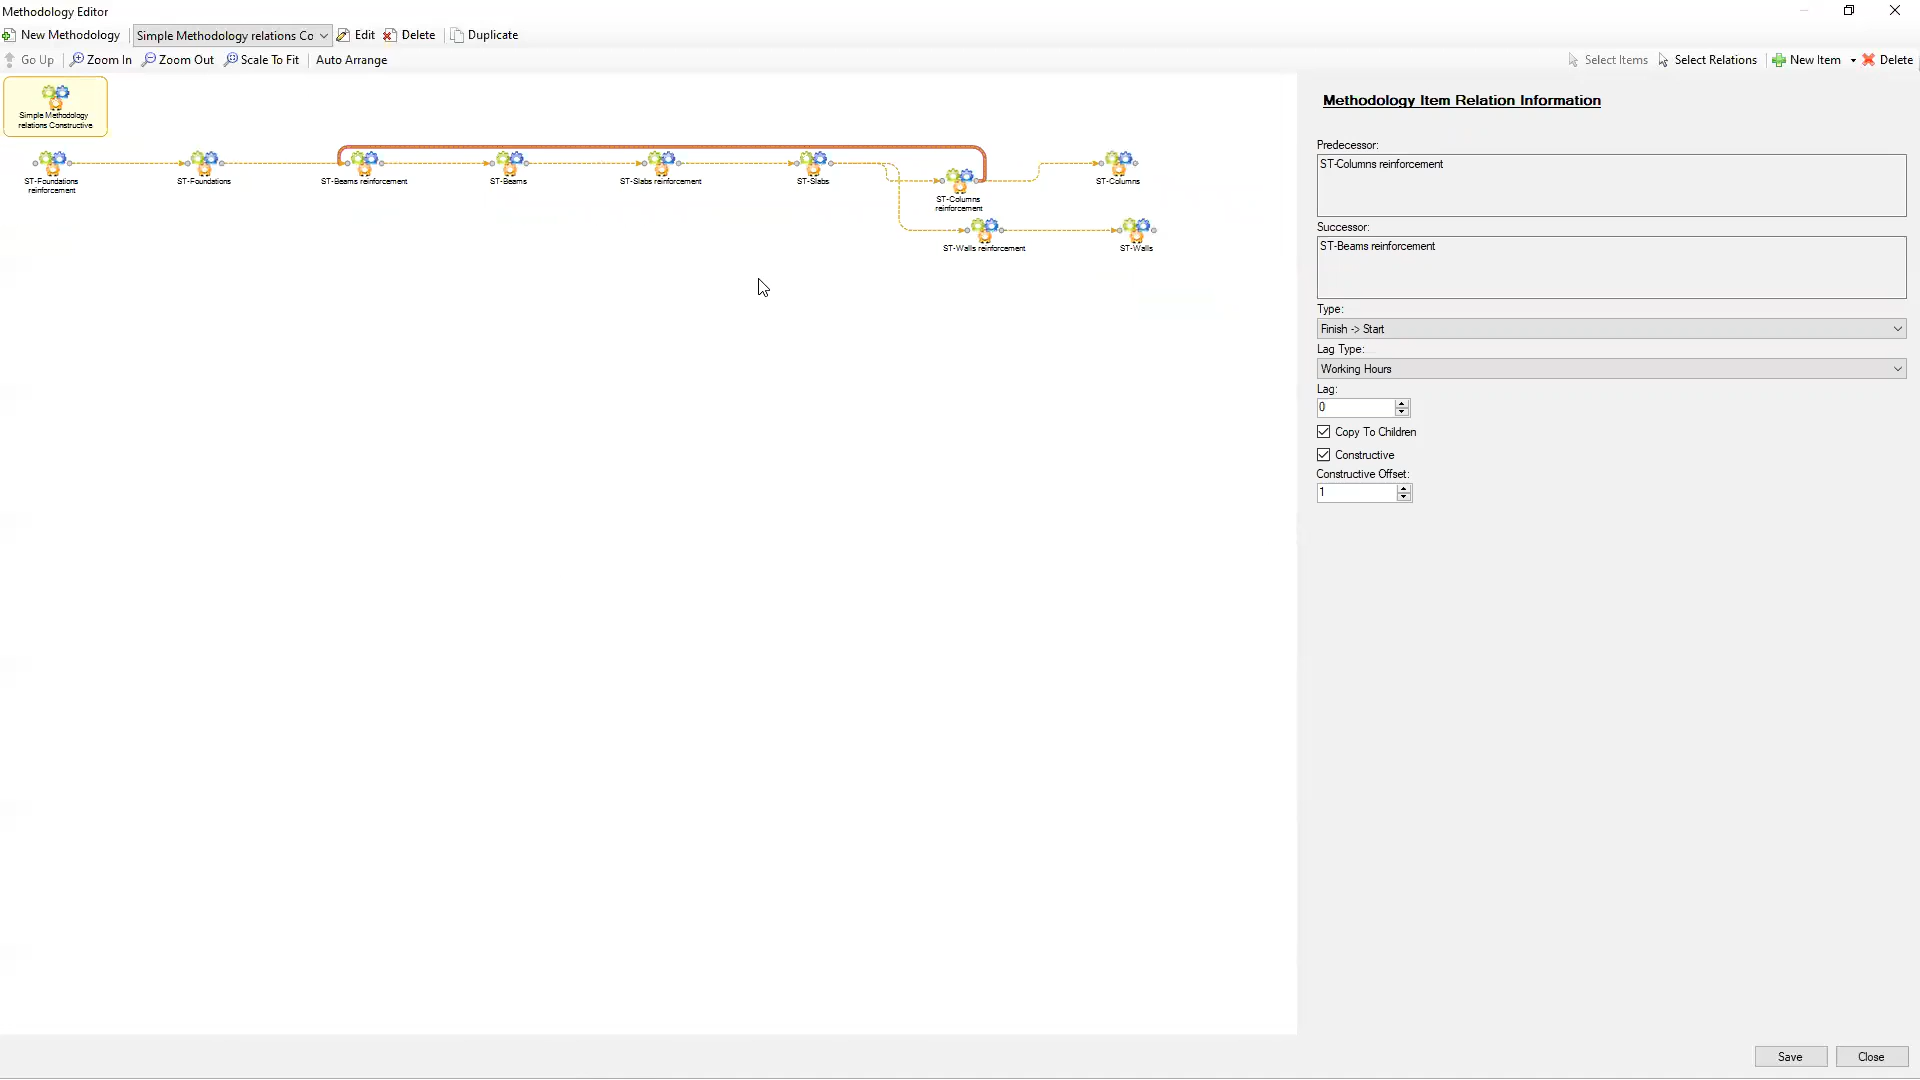 Methodology Editor
New Methodology Simple Methodology relations Co Edit Delete Duplicate
Go Up Zoom In Zoom Out Scale To Fit Auto Arrange Select Items Select Relations New Item Delete
Simple Methodology
relations Constructive
ST-Foundations
reinforcement
ST-Foundations
ST-Beams reinforcement
ST-Beams
ST-Slabs reinforcement
ST-Slabs
ST-Columns
reinforcement
ST-Columns
ST-Walls reinforcement
ST-Walls
Methodology Item Relation Information
Predecessor:
ST-Columns reinforcement
Successor:
ST-Beams reinforcement
Type:
Finish -> Start
Lag Type:
Working Hours
Lag:
0
Copy To Children
Constructive
Constructive Offset:
1
Save Close